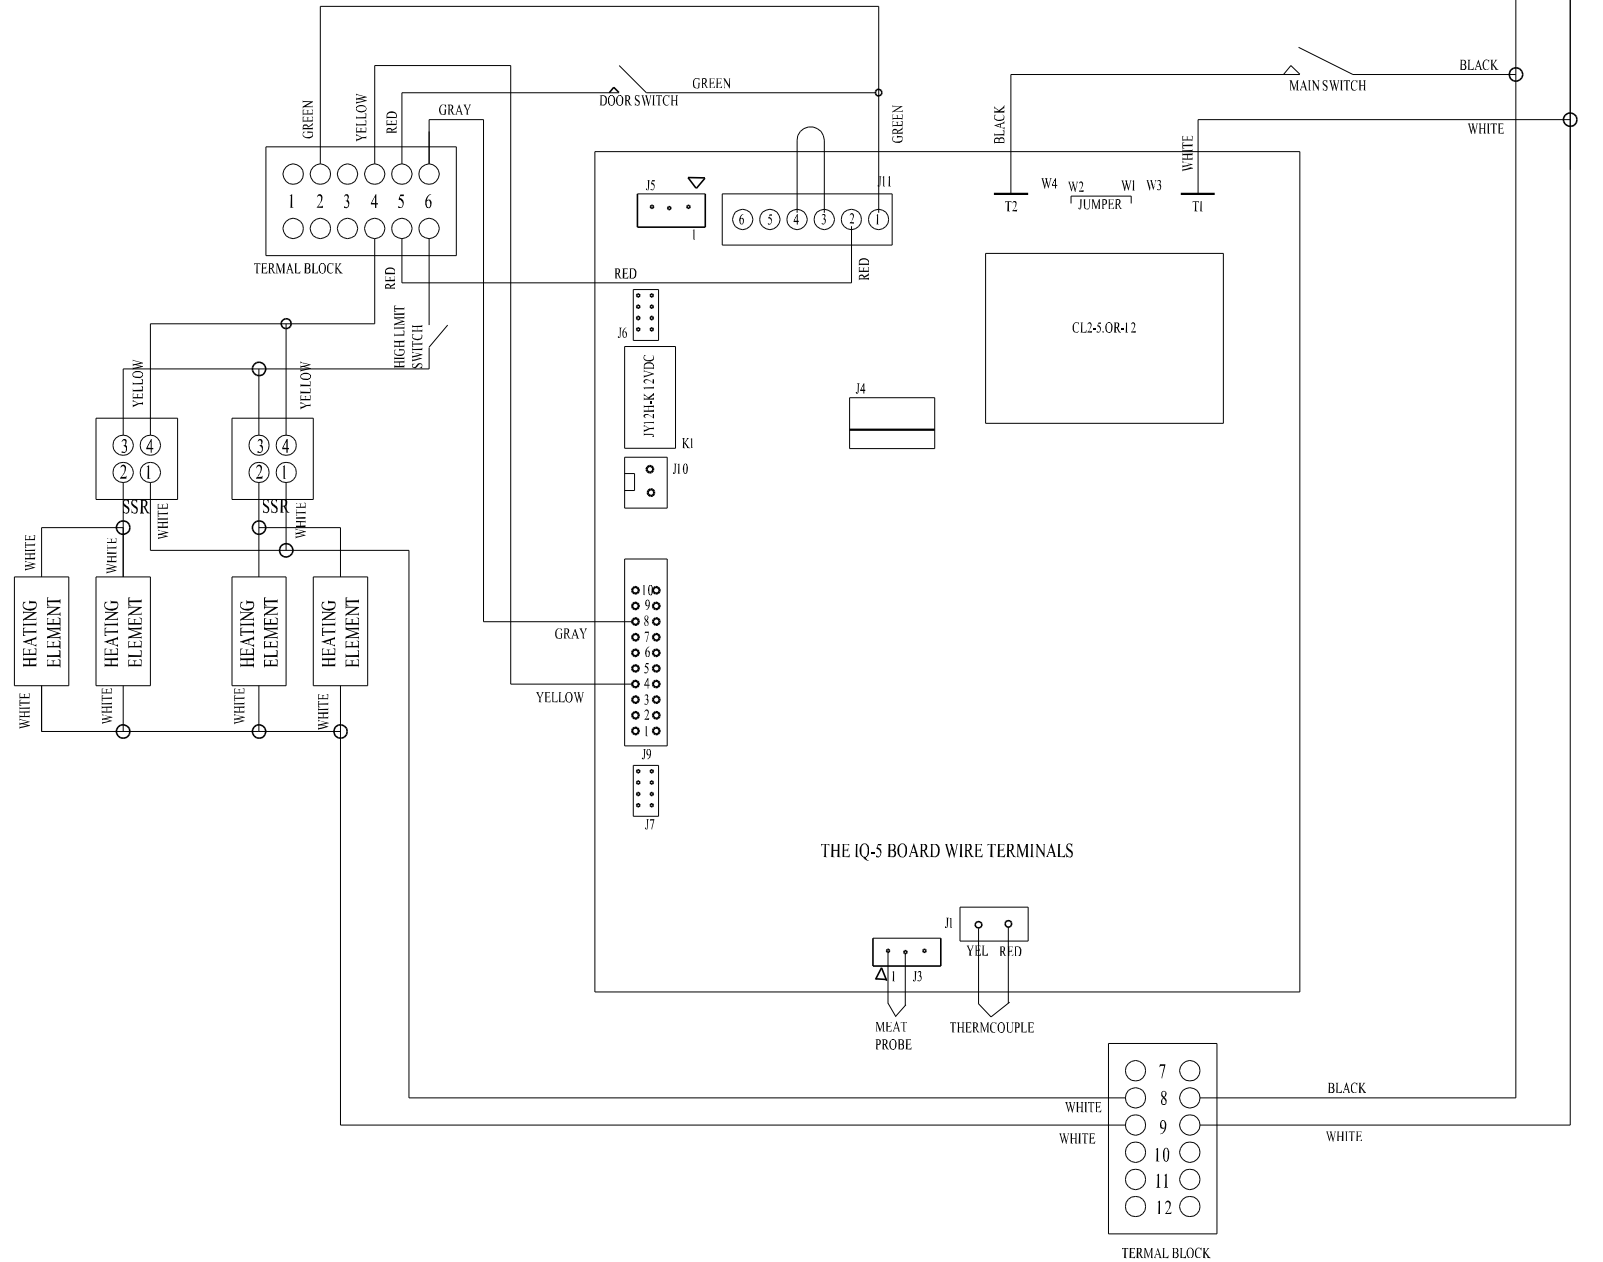 BLACK
MAIN SWITCH
WHITE
GREEN
DOOR SWITCH
GREEN
YELLOW
RED
GRAY
GREEN
BLACK
WHITE
1 2 3 4 5 6
TERMAL BLOCK
J5
1
J11
6 5 4 3 2 1
W4 W2 W1 W3
JUMPER
T2
T1
RED
RED
RED
HIGH LIMIT
SWITCH
J6
JY12H-K 12VDC
K1
J10
J4
CL2-5.OR-12
YELLOW
YELLOW
3 4
2 1
SSR
3 4
2 1
SSR
WHITE
WHITE
WHITE
WHITE
HEATING
ELEMENT
HEATING
ELEMENT
HEATING
ELEMENT
HEATING
ELEMENT
WHITE
WHITE
WHITE
WHITE
10
9
8
7
6
5
4
3
2
1
GRAY
YELLOW
J9
J7
THE IQ-5 BOARD WIRE TERMINALS
J1
YEL RED
1 J3
MEAT
PROBE
THERMCOUPLE
7
8
9
10
11
12
WHITE
WHITE
BLACK
WHITE
TERMAL BLOCK